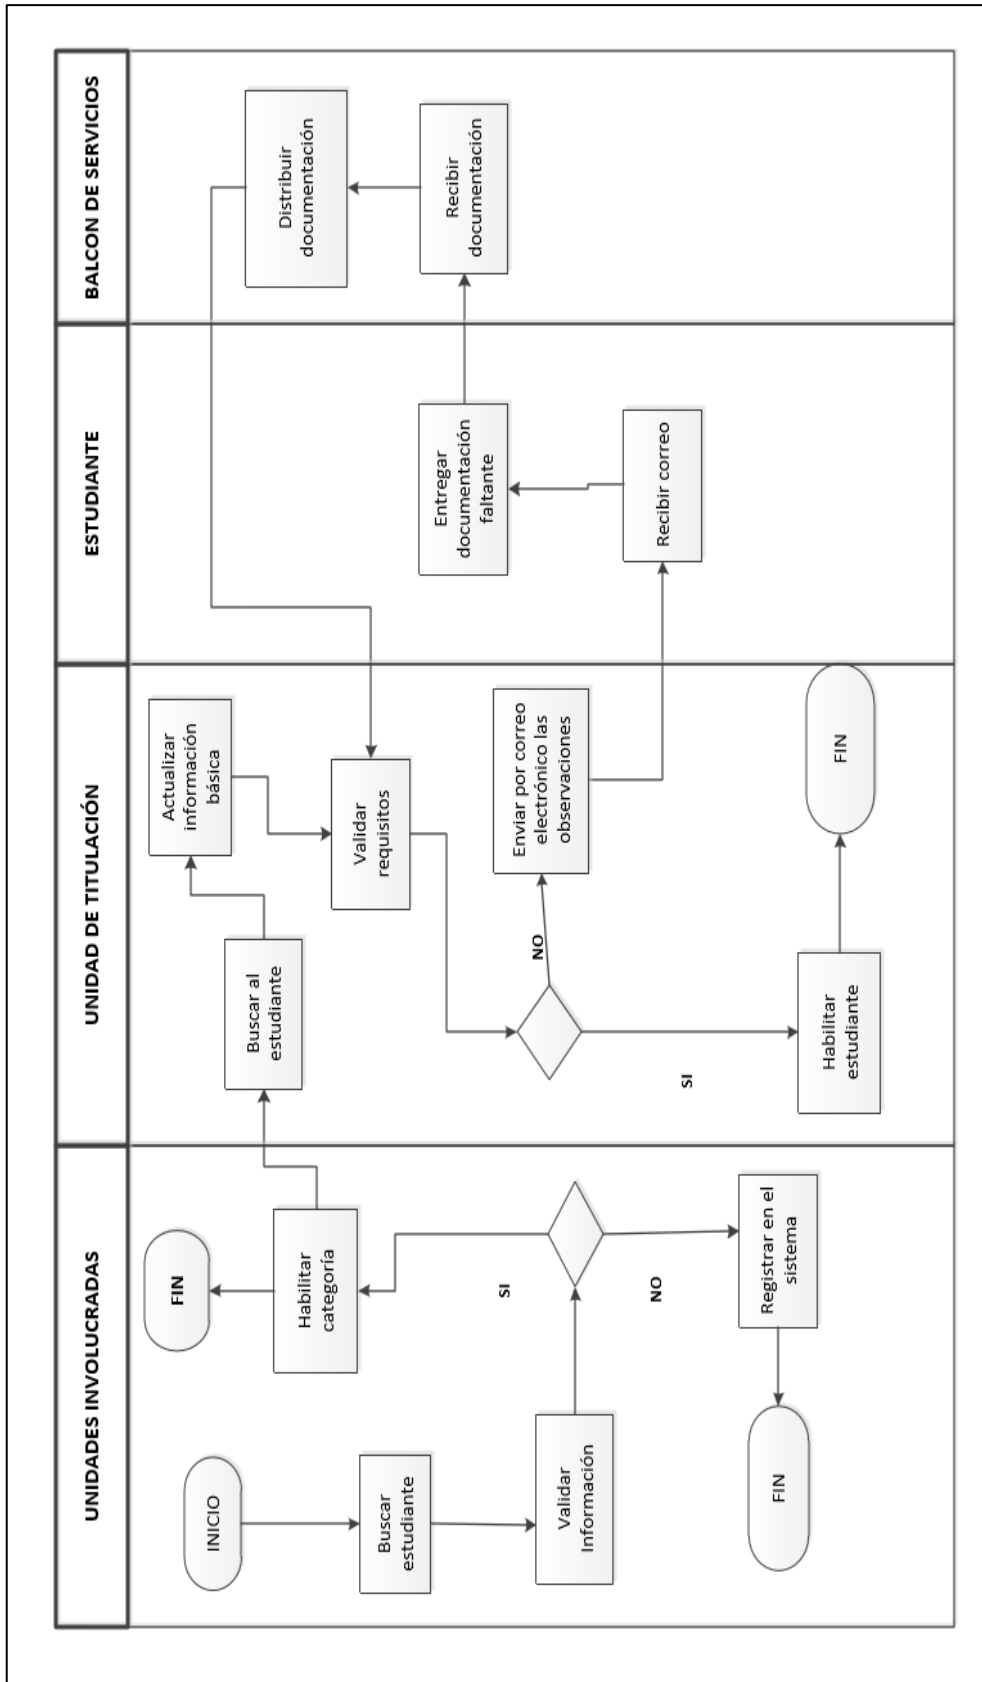 UNIDADES INVOLUCRADAS
UNIDAD DE TITULACIÓN
ESTUDIANTE
BALCON DE SERVICIOS
INICIO
Buscar
estudiante
Validar
Información
SI
NO
Habilitar
categoría
FIN
Registrar en el
sistema
FIN
Buscar al
estudiante
Actualizar
información
básica
Validar
requisitos
NO
SI
Enviar por correo
electrónico las
observaciones
Habilitar
estudiante
FIN
Recibir correo
Entregar
documentación
faltante
Recibir
documentación
Distribuir
documentación